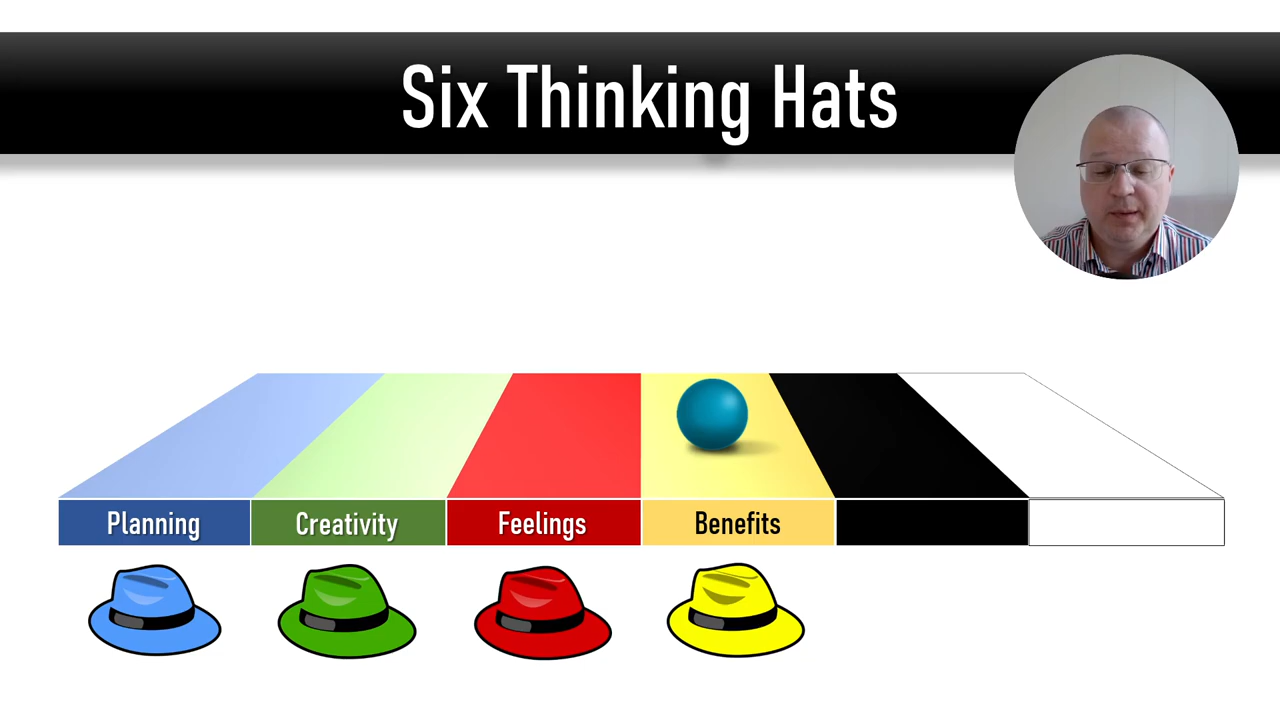 Six Thinking Hats
Planning
Creativity
Feelings
Benefits